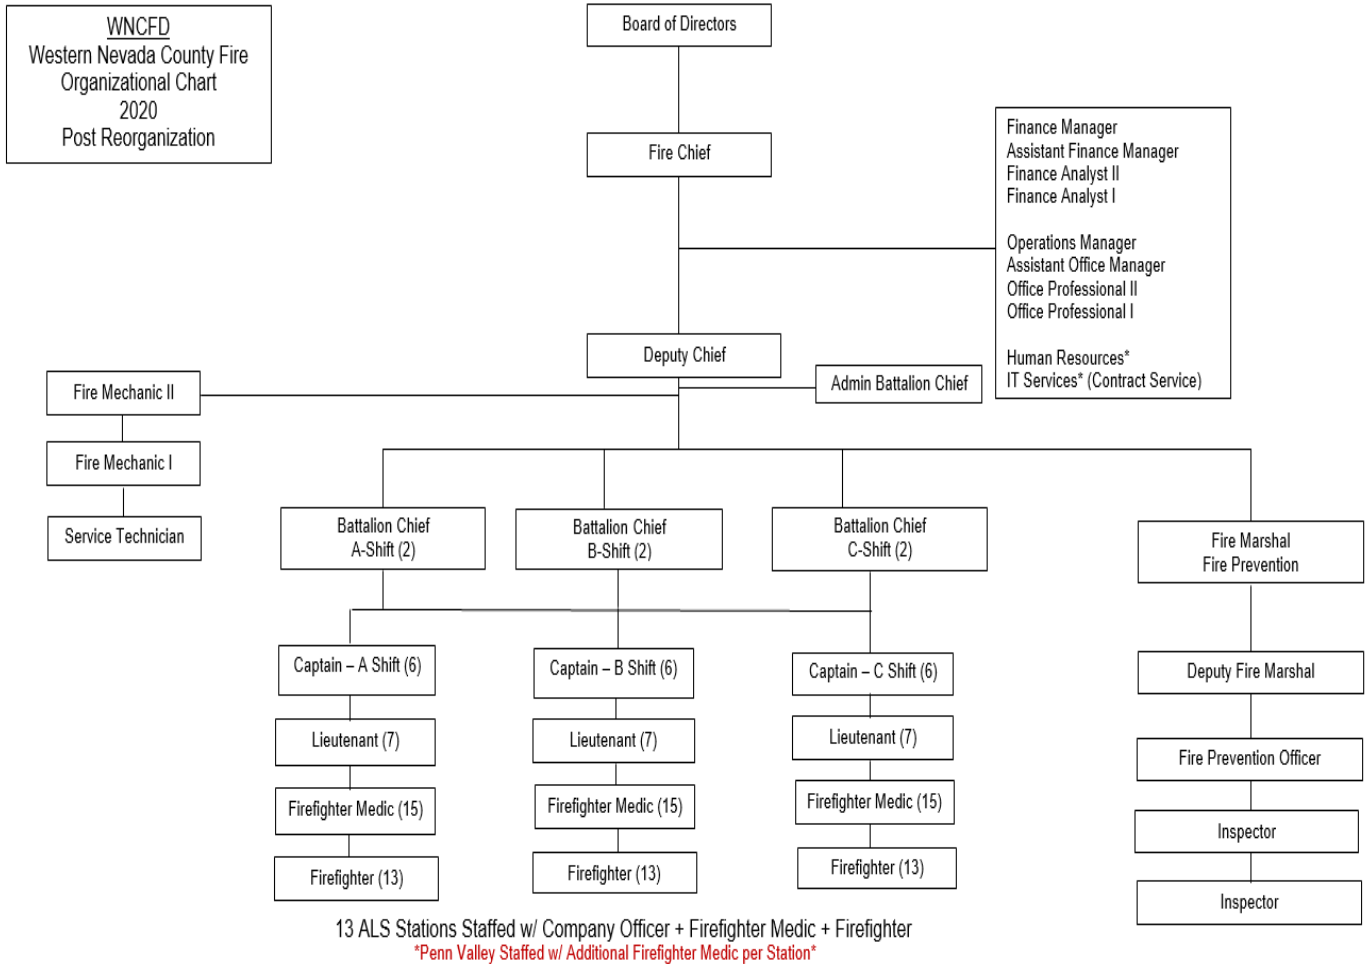 WNCFD
Western Nevada County Fire
Organizational Chart
2020
Post Reorganization
Board of Directors
Fire Chief
Finance Manager
Assistant Finance Manager
Finance Analyst II
Finance Analyst I
Operations Manager
Assistant Office Manager
Office Professional II
Office Professional I
Human Resources*
IT Services* (Contract Service)
Deputy Chief
Admin Battalion Chief
Fire Mechanic II
Fire Mechanic I
Service Technician
Battalion Chief
A-Shift (2)
Battalion Chief
B-Shift (2)
Battalion Chief
C-Shift (2)
Fire Marshal
Fire Prevention
Captain – A Shift (6)
Captain – B Shift (6)
Captain – C Shift (6)
Deputy Fire Marshal
Lieutenant (7)
Lieutenant (7)
Lieutenant (7)
Fire Prevention Officer
Firefighter Medic (15)
Firefighter Medic (15)
Firefighter Medic (15)
Inspector
Firefighter (13)
Firefighter (13)
Firefighter (13)
Inspector
13 ALS Stations Staffed w/ Company Officer + Firefighter Medic + Firefighter
*Penn Valley Staffed w/ Additional Firefighter Medic per Station*